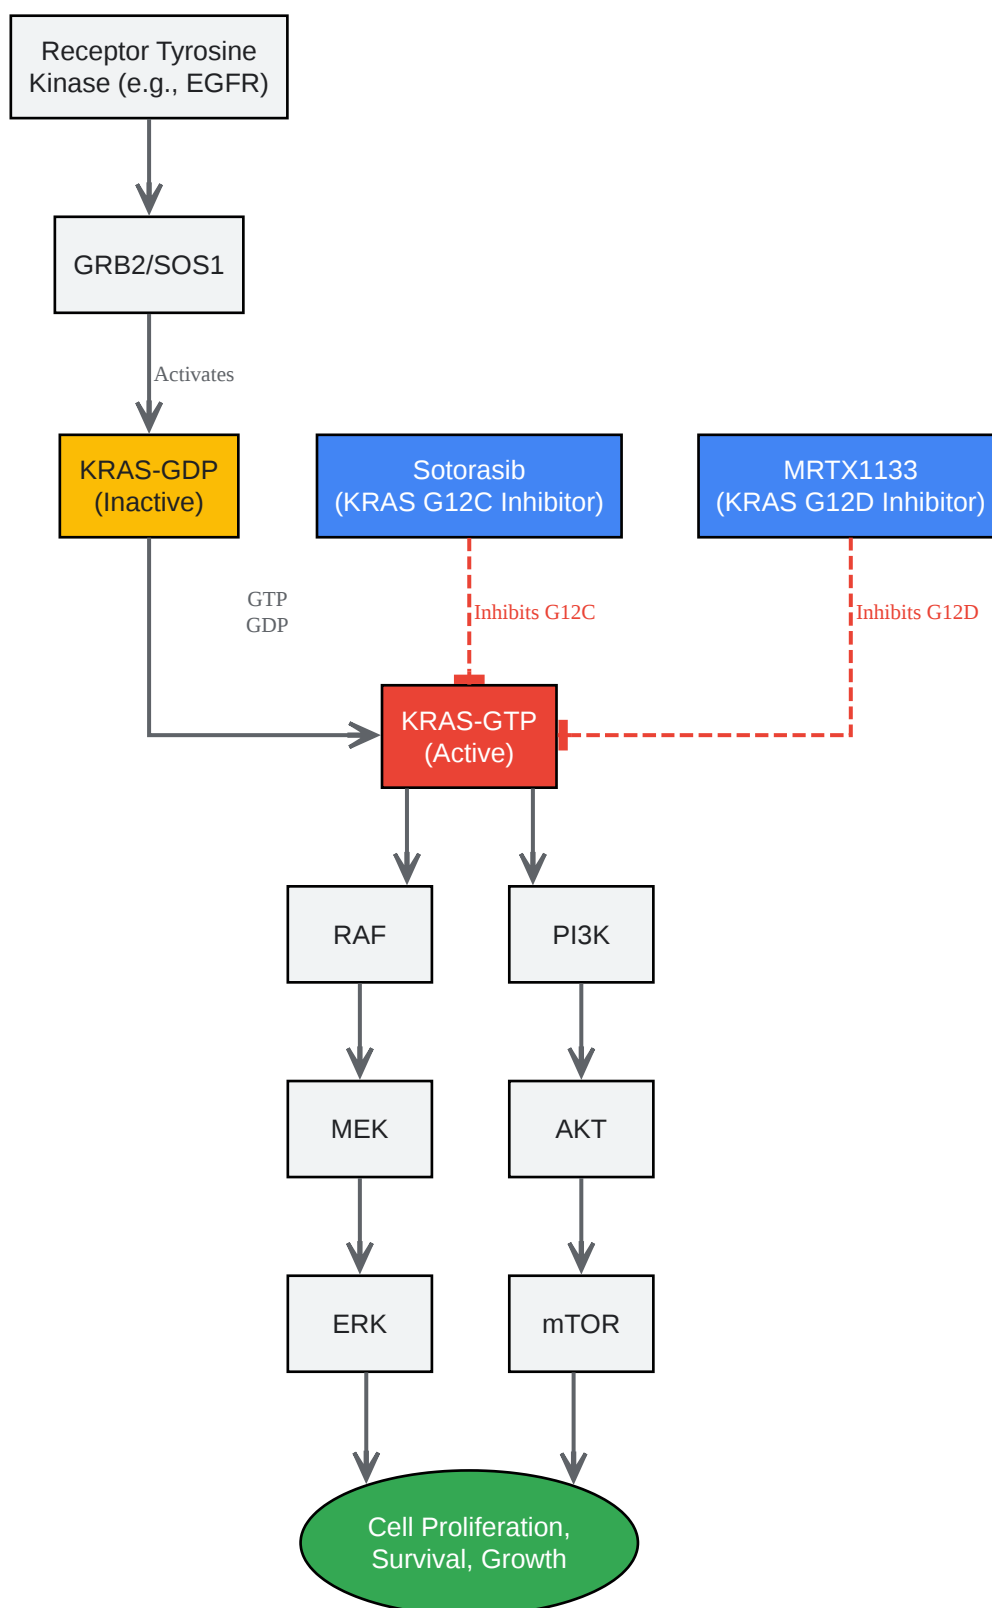 Receptor Tyrosine
Kinase (e.g., EGFR)
GRB2/SOS1
Activates
KRAS-GDP
(Inactive)
Sotorasib
(KRAS G12C Inhibitor)
MRTX1133
(KRAS G12D Inhibitor)
GTP
GDP
Inhibits G12C
Inhibits G12D
KRAS-GTP
(Active)
RAF
PI3K
MEK
AKT
ERK
mTOR
Cell Proliferation,
Survival, Growth